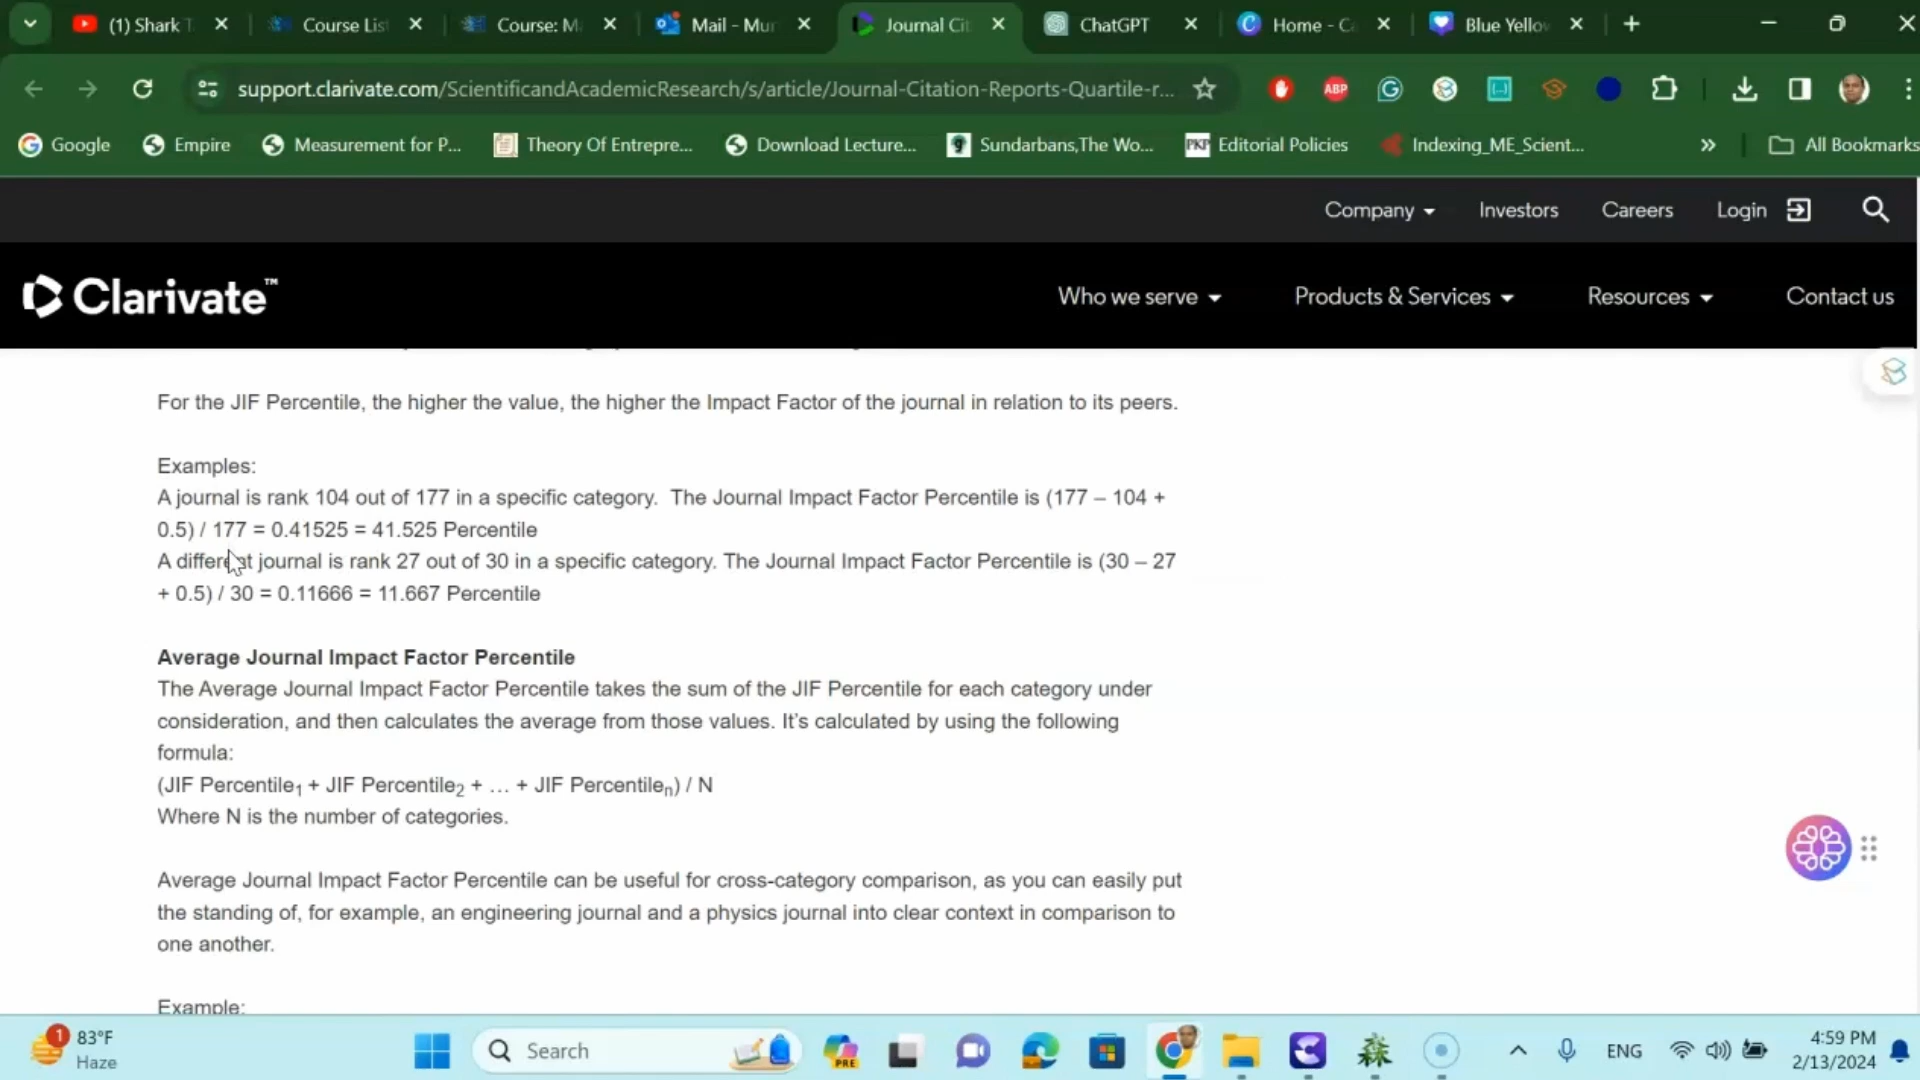 (1) Shark T
Course Lis
Course: M
Mail - Mur
Journal Cit
ChatGPT
Home - C
Blue Yellow
support.clarivate.com/ScientificandAcademicResearch/s/article/Journal-Citation-Reports-Quartile-r...
ABP
Google
Empire
Measurement for P...
Theory Of Entrepre...
Download Lecture...
Sundarbans,The Wo...
PKP
Editorial Policies
Indexing_ME_Scient...
All Bookmarks
Company
Investors
Careers
Login
Clarivate™
Who we serve
Products & Services
Resources
Contact us
For the JIF Percentile, the higher the value, the higher the Impact Factor of the journal in relation to its peers.
Examples:
A journal is rank 104 out of 177 in a specific category.  The Journal Impact Factor Percentile is (177 – 104 +
0.5) / 177 = 0.41525 = 41.525 Percentile
A different journal is rank 27 out of 30 in a specific category. The Journal Impact Factor Percentile is (30 – 27
+ 0.5) / 30 = 0.11666 = 11.667 Percentile
Average Journal Impact Factor Percentile
The Average Journal Impact Factor Percentile takes the sum of the JIF Percentile for each category under
consideration, and then calculates the average from those values. It's calculated by using the following
formula:
(JIF Percentile1 + JIF Percentile2 + … + JIF Percentilen) / N
Where N is the number of categories.
Average Journal Impact Factor Percentile can be useful for cross-category comparison, as you can easily put
the standing of, for example, an engineering journal and a physics journal into clear context in comparison to
one another.
Example:
1
83°F
Haze
Search
PRE
森
ENG
4:59 PM
2/13/2024